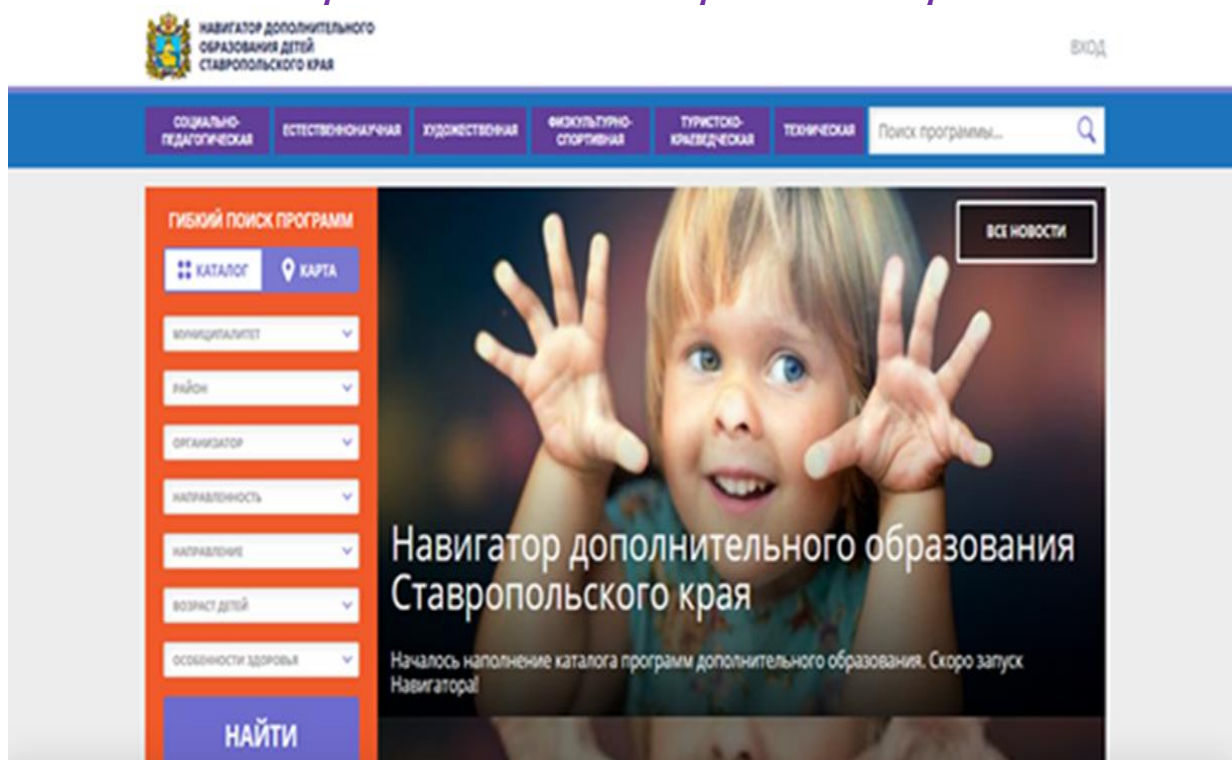 НАВИГАТОР ДОПОЛНИТЕЛЬНОГО
ОБРАЗОВАНИЯ ДЕТЕЙ
СТАВРОПОЛЬСКОГО КРАЯ
ВХОД
СОЦИАЛЬНО-
ПЕДАГОГИЧЕСКАЯ
ЕСТЕСТВЕННОНАУЧНАЯ
ХУДОЖЕСТВЕННАЯ
ФИЗКУЛЬТУРНО-
СПОРТИВНАЯ
ТУРИСТСКО-
КРАЕВЕДЧЕСКАЯ
ТЕХНИЧЕСКАЯ
Поиск программы...
ГИБКИЙ ПОИСК ПРОГРАММ
КАТАЛОГ
КАРТА
МУНИЦИПАЛИТЕТ
РАЙОН
ОРГАНИЗАТОР
НАПРАВЛЕННОСТЬ
НАПРАВЛЕНИЕ
ВОЗРАСТ ДЕТЕЙ
ОСОБЕННОСТИ ЗДОРОВЬЯ
НАЙТИ
ВСЕ НОВОСТИ
Навигатор дополнительного образования
Ставропольского края
Началось наполнение каталога программ дополнительного образования. Скоро запуск
Навигатора!